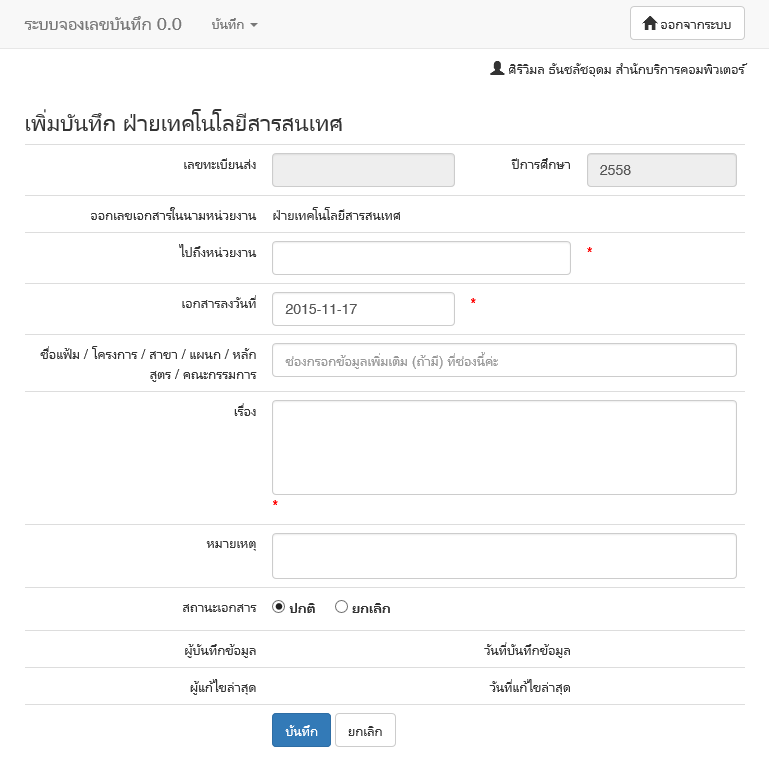 ระบบจองเลขบันทึก 0.0 บันทึก ออกจากระบบ
ศิริวิมล ธันชลัชอุดม สำนักบริการคอมพิวเตอร์
เพิ่มบันทึก ฝ่ายเทคโนโลยีสารสนเทศ
เลขทะเบียนส่ง ปีการศึกษา 2558
ออกเลขเอกสารในนามหน่วยงาน ฝ่ายเทคโนโลยีสารสนเทศ
ไปถึงหน่วยงาน *
เอกสารลงวันที่ 2015-11-17 *
ชื่อแฟ้ม / โครงการ / สาขา / แผนก / หลัก
สูตร / คณะกรรมการ
ช่องกรอกข้อมูลเพิ่มเติม (ถ้ามี) ที่ช่องนี้ค่ะ
เรื่อง
*
หมายเหตุ
สถานะเอกสาร ปกติ ยกเลิก
ผู้บันทึกข้อมูล วันที่บันทึกข้อมูล
ผู้แก้ไขล่าสุด วันที่แก้ไขล่าสุด
บันทึก ยกเลิก